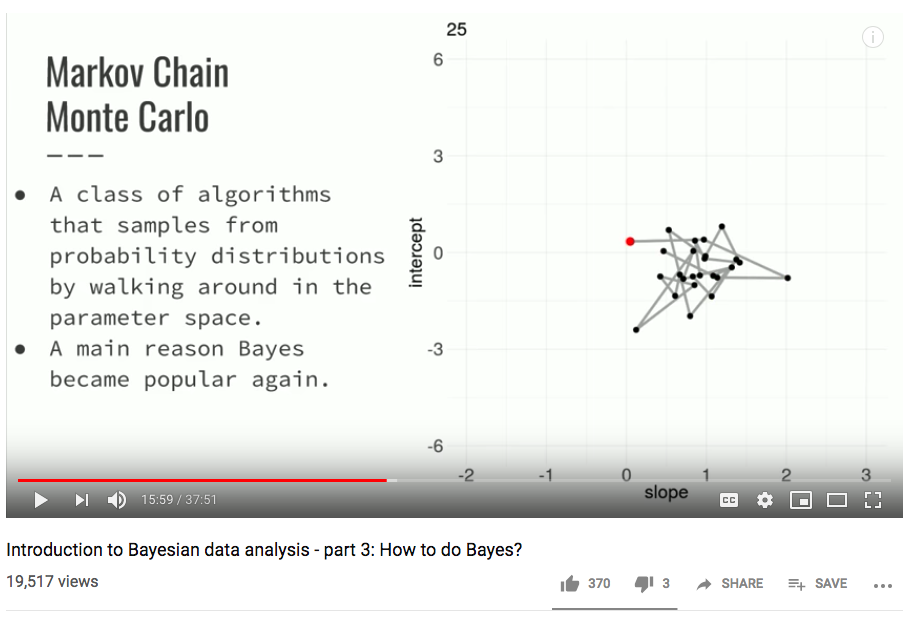 Markov Chain
Monte Carlo
● A class of algorithms
that samples from
probability distributions
by walking around in the
parameter space.
● A main reason Bayes
became popular again.
25
6
3
0
-3
-6
intercept
-2 -1 0 1 2 3
slope
15:59 / 37:51
CC
Introduction to Bayesian data analysis - part 3: How to do Bayes?
19,517 views
370 3 SHARE SAVE